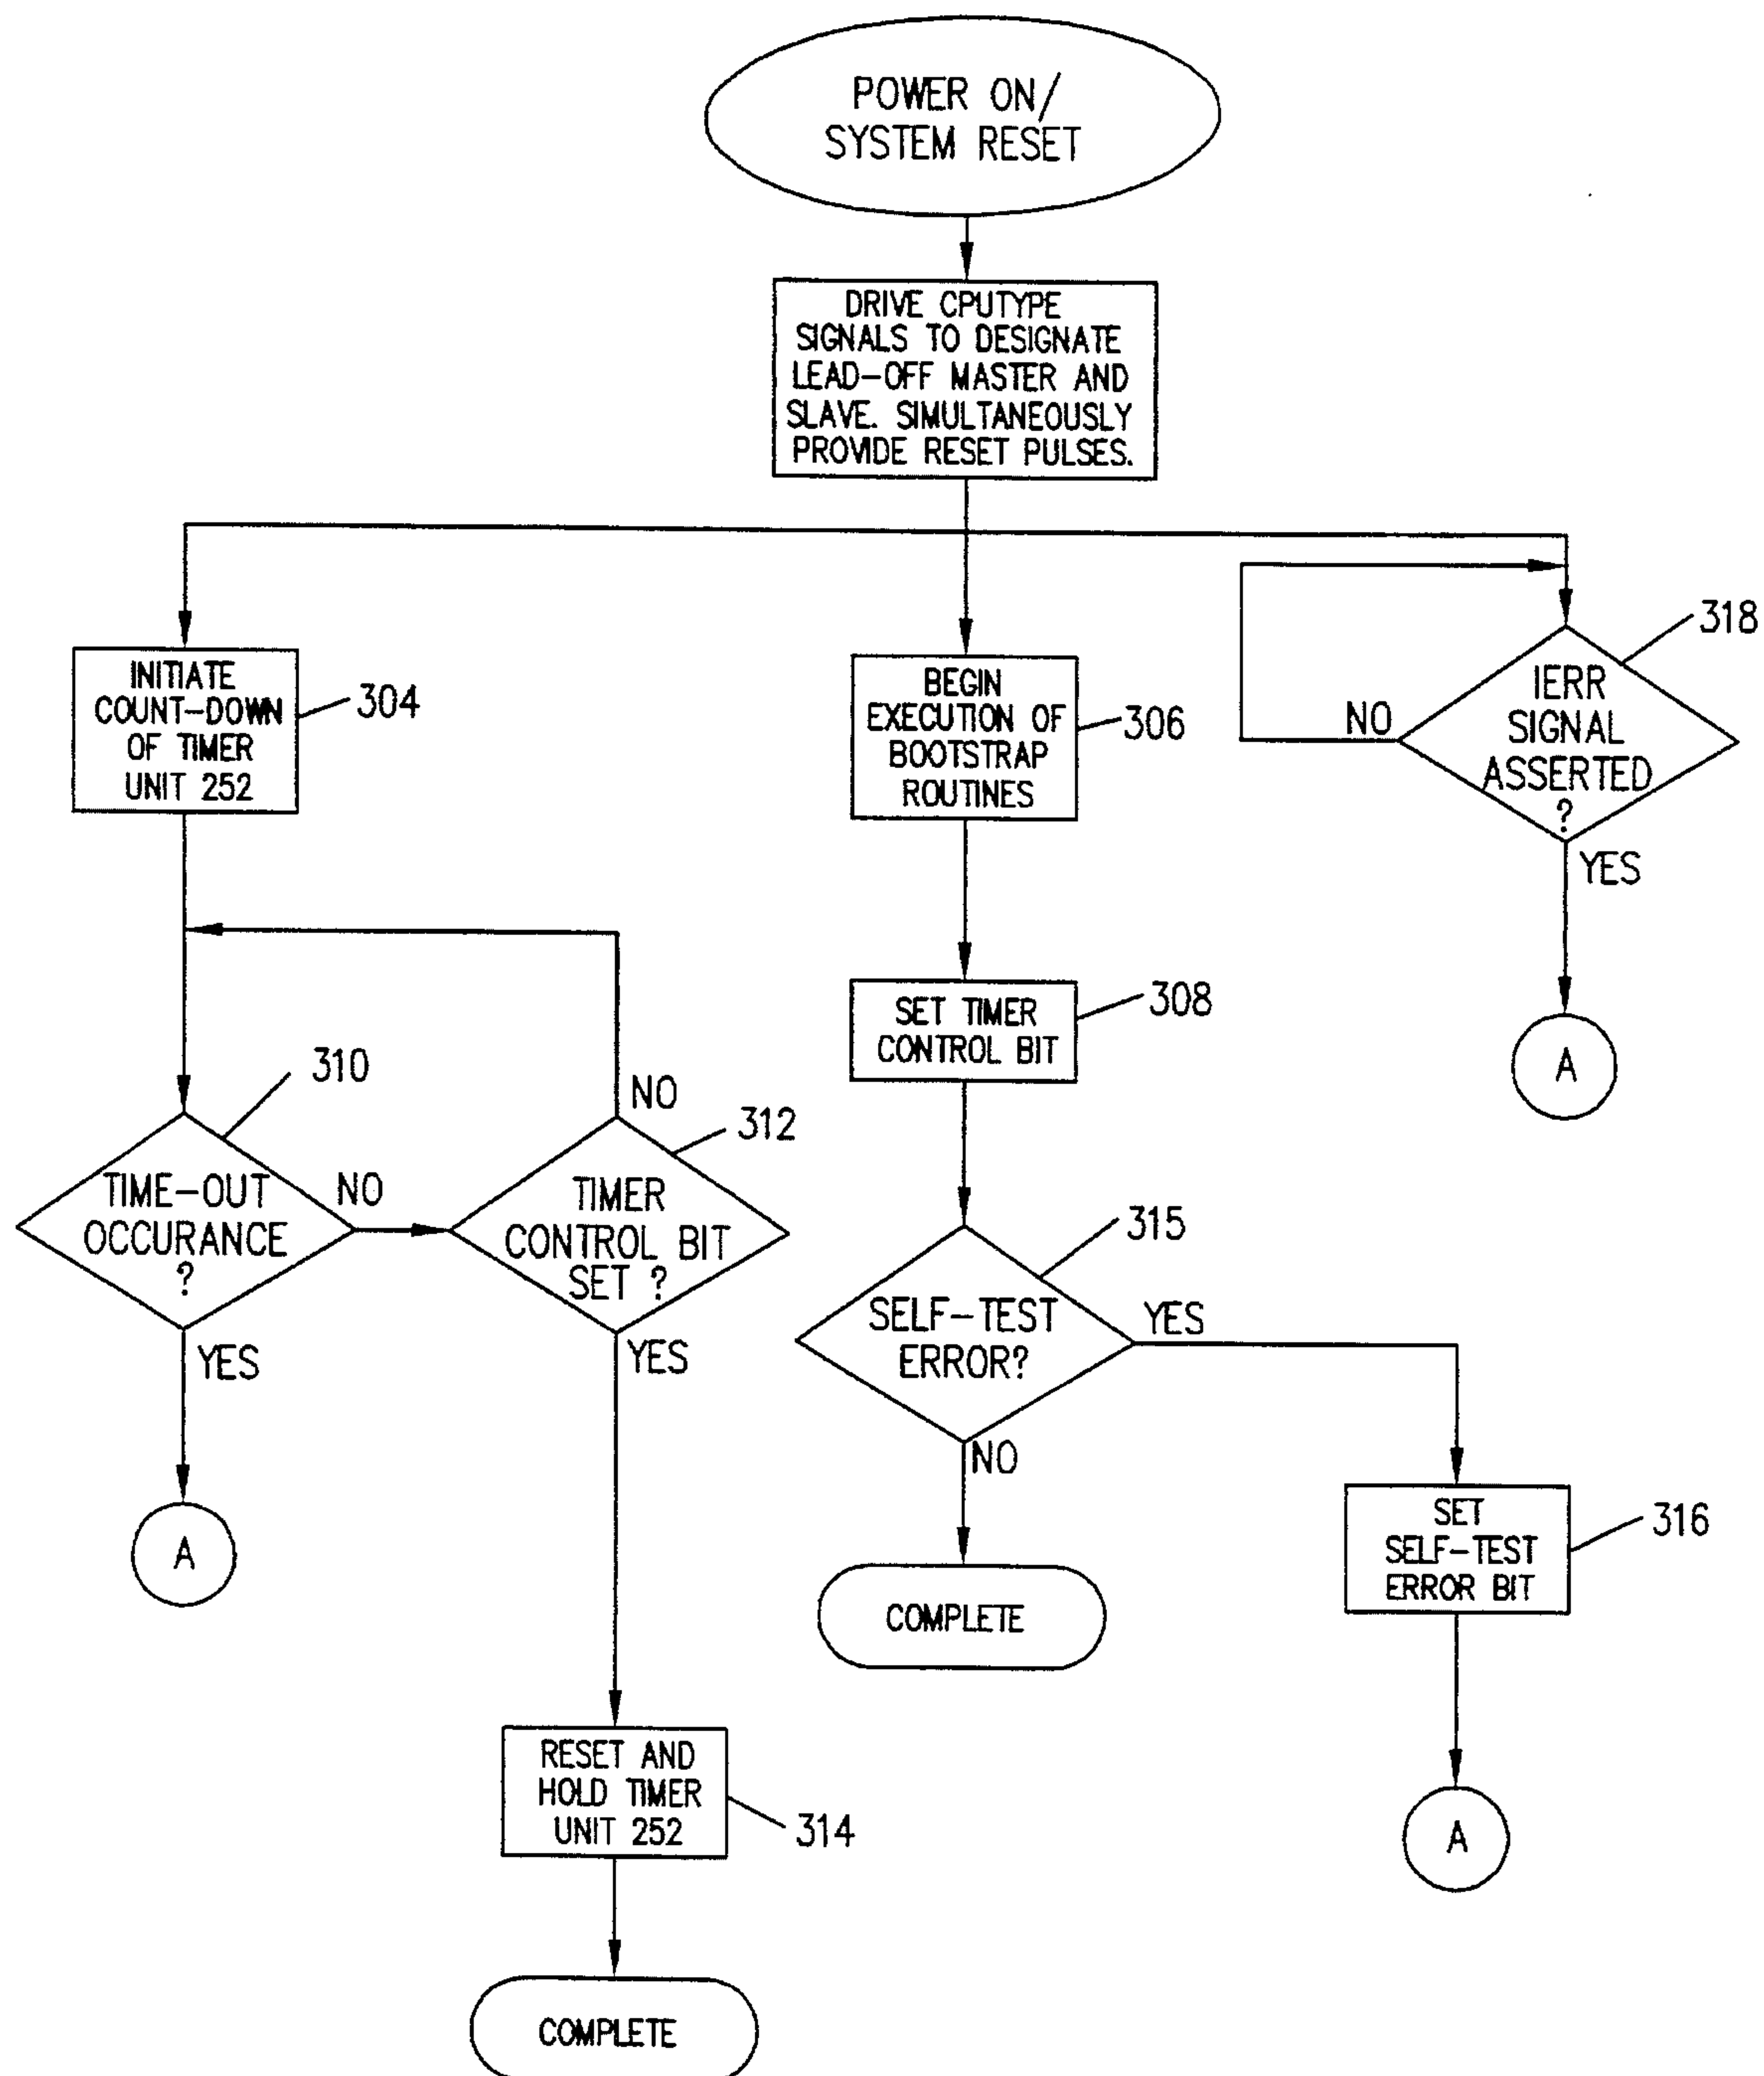 POWER ON/
SYSTEM RESET
DRIVE CPUTYPE
SIGNALS TO DESIGNATE
LEAD-OFF MASTER AND
SLAVE. SIMULTANEOUSLY
PROVIDE RESET PULSES.
INITIATE
COUNT-DOWN
OF TIMER
UNIT 252
304
BEGIN
EXECUTION OF
BOOTSTRAP
ROUTINES
306
318
IERR
SIGNAL
ASSERTED
?
NO
YES
A
SET TIMER
CONTROL BIT
308
310
TIME-OUT
OCCURANCE
?
NO
YES
A
312
NO
TIMER
CONTROL BIT
SET ?
YES
315
SELF-TEST
ERROR?
YES
NO
COMPLETE
SET
SELF-TEST
ERROR BIT
316
A
RESET AND
HOLD TIMER
UNIT 252
314
COMPLETE